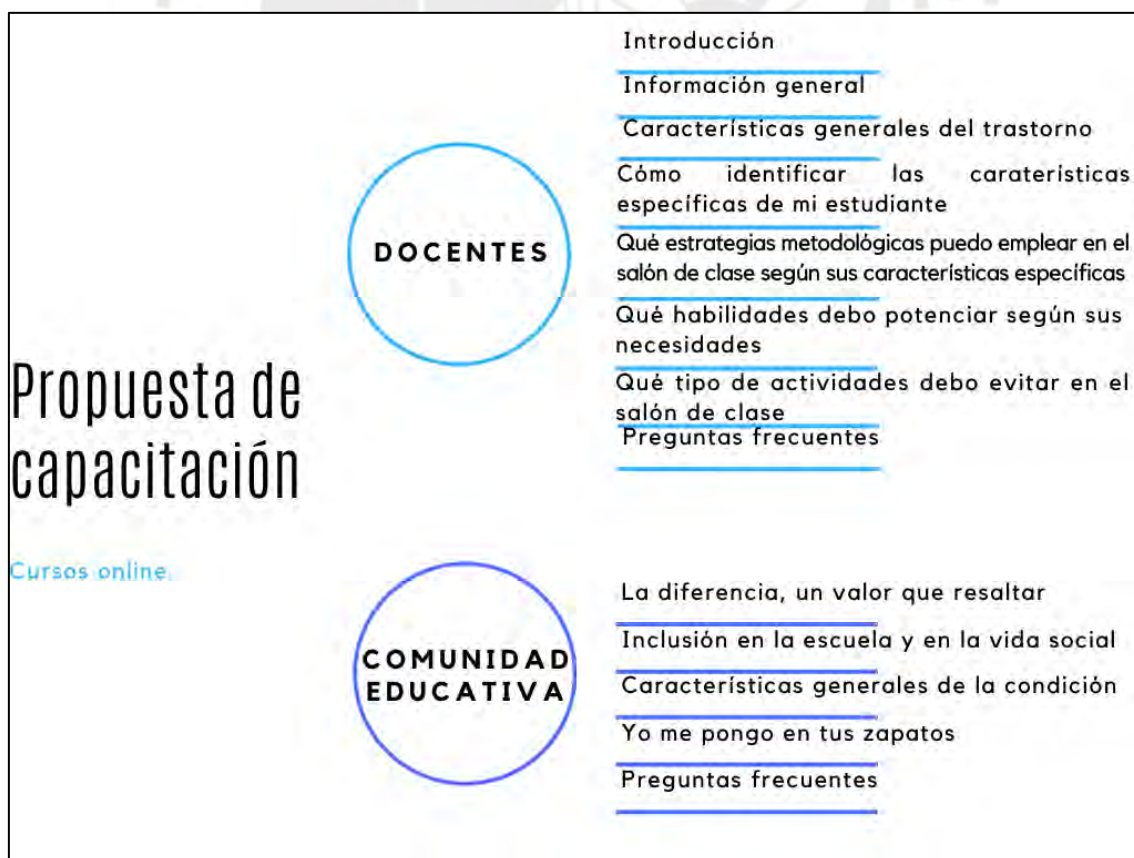 Propuesta de
capacitación
Cursos online.
DOCENTES
Introducción
Información general
Características generales del trastorno
Cómo identificar las caraterísticas
específicas de mi estudiante
Qué estrategias metodológicas puedo emplear en el
salón de clase según sus características específicas
Qué habilidades debo potenciar según sus
necesidades
Qué tipo de actividades debo evitar en el
salón de clase
Preguntas frecuentes
COMUNIDAD
EDUCATIVA
La diferencia, un valor que resaltar
Inclusión en la escuela y en la vida social
Características generales de la condición
Yo me pongo en tus zapatos
Preguntas frecuentes